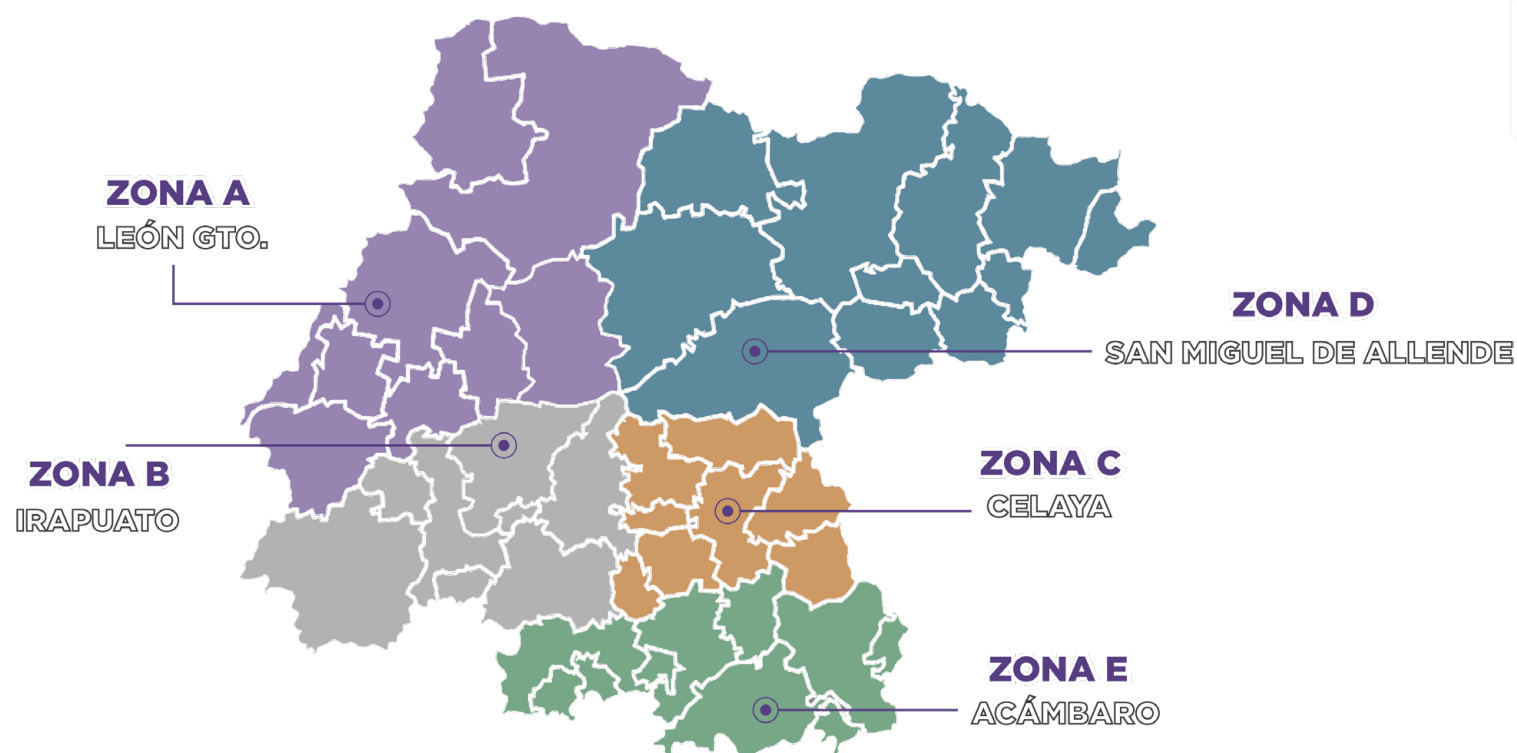 ZONA A
LEÓN GTO.
ZONA B
IRAPUATO
ZONA D
SAN MIGUEL DE ALLENDE
ZONA C
CELAYA
ZONA E
ACÁMBARO